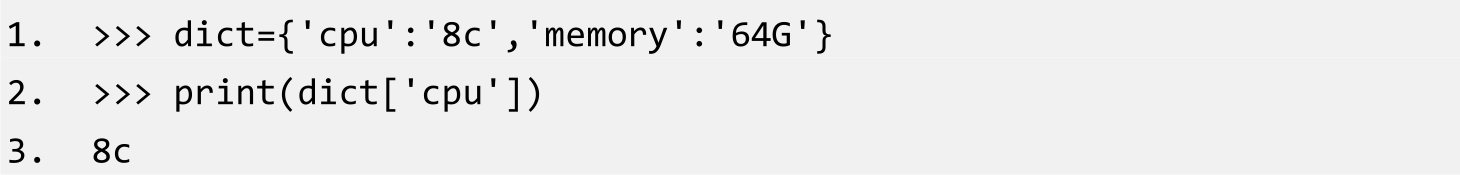 1. >>> dict={'cpu':'8c','memory':'64G'}
2. >>> print(dict['cpu'])
3. 8c